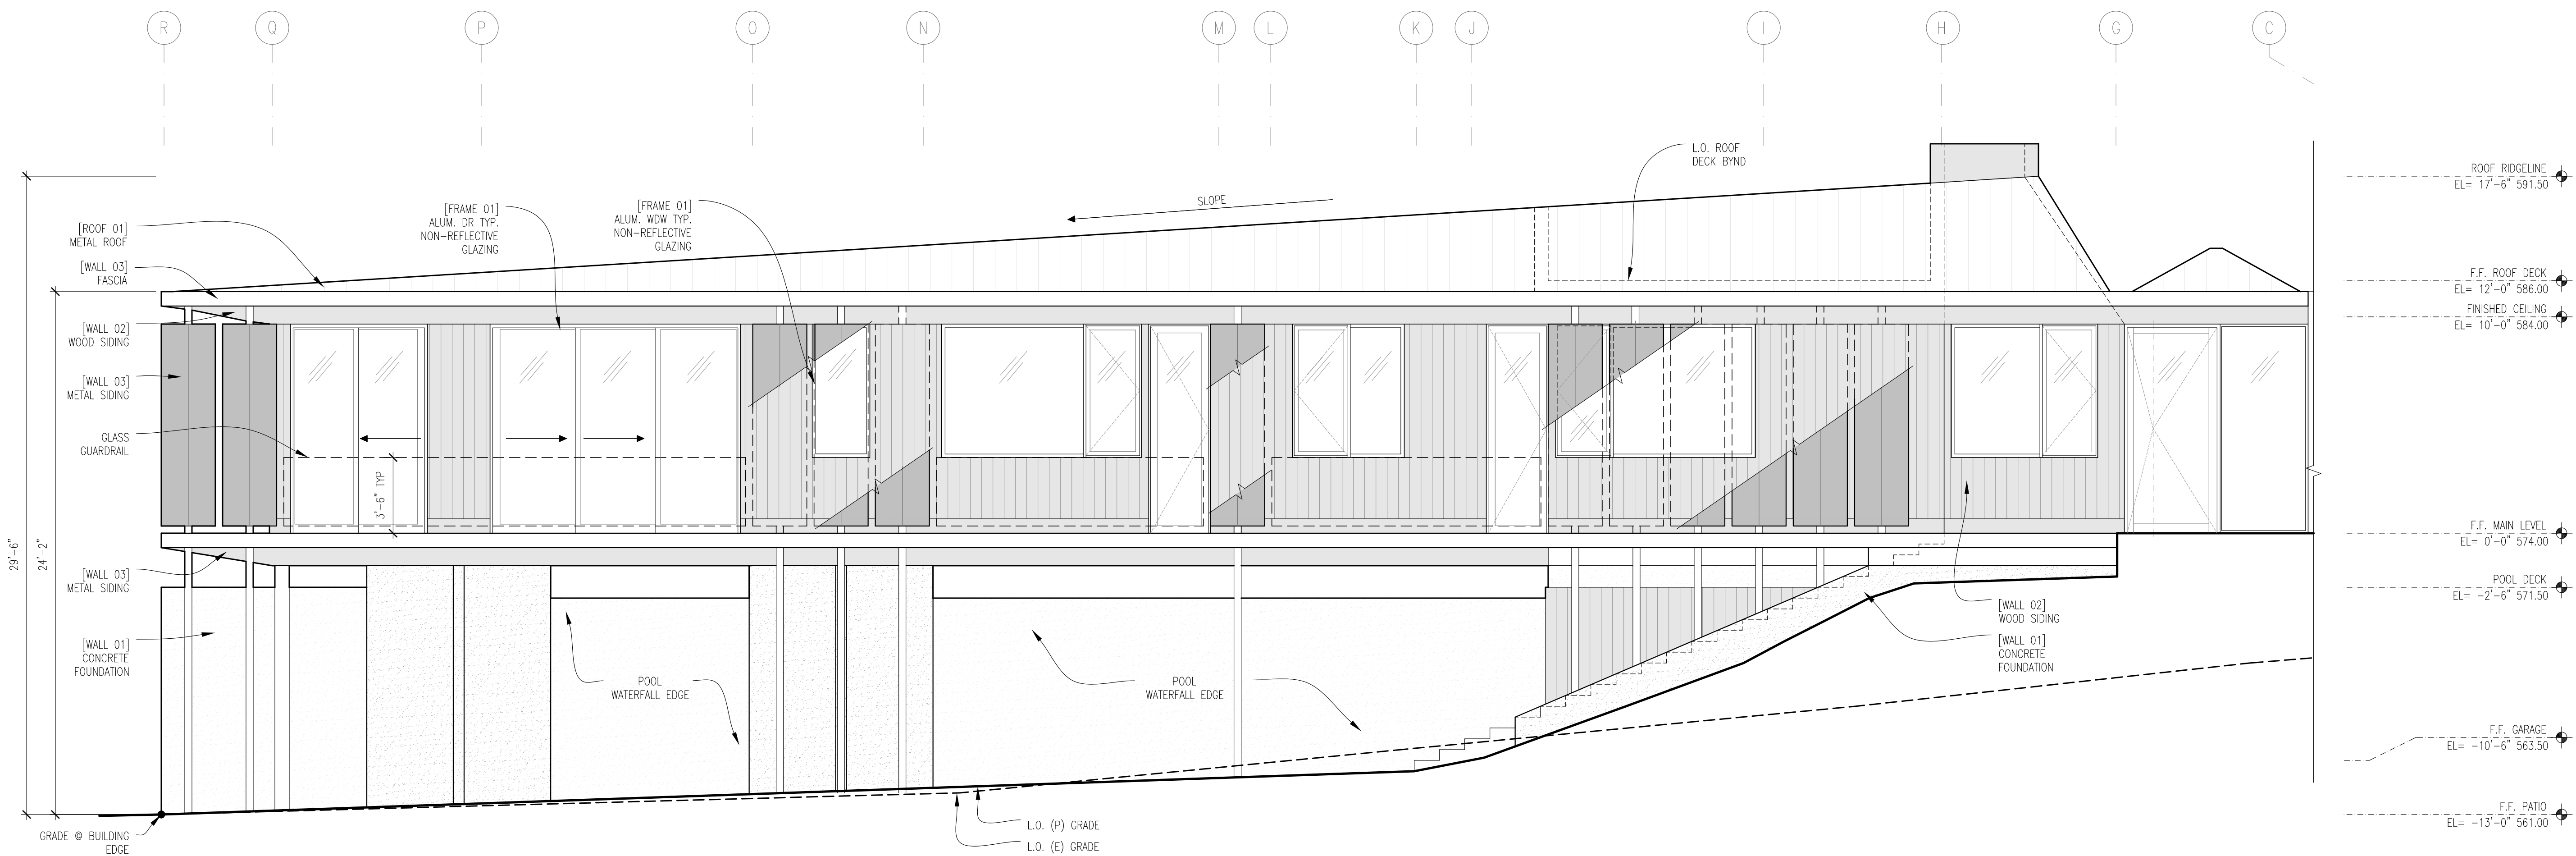 R
Q
P
O
N
M
L
K
J
I
H
G
C
L.O. ROOF
DECK BYND
ROOF RIDGELINE
EL= 17'-6" 591.50
SLOPE
[FRAME 01]
ALUM. DR TYP.
NON-REFLECTIVE
GLAZING
[FRAME 01]
ALUM. WDW TYP.
NON-REFLECTIVE
GLAZING
[ROOF 01]
METAL ROOF
[WALL 03]
FASCIA
F.F. ROOF DECK
EL= 12'-0" 586.00
FINISHED CEILING
EL= 10'-0" 584.00
[WALL 02]
WOOD SIDING
[WALL 03]
METAL SIDING
GLASS
GUARDRAIL
3'-6" TYP
29'-6"
24'-2"
F.F. MAIN LEVEL
EL= 0'-0" 574.00
[WALL 03]
METAL SIDING
POOL DECK
EL= -2'-6" 571.50
[WALL 02]
WOOD SIDING
[WALL 01]
CONCRETE
FOUNDATION
[WALL 01]
CONCRETE
FOUNDATION
POOL
WATERFALL EDGE
POOL
WATERFALL EDGE
F.F. GARAGE
EL= -10'-6" 563.50
F.F. PATIO
EL= -13'-0" 561.00
GRADE @ BUILDING
EDGE
L.O. (P) GRADE
L.O. (E) GRADE